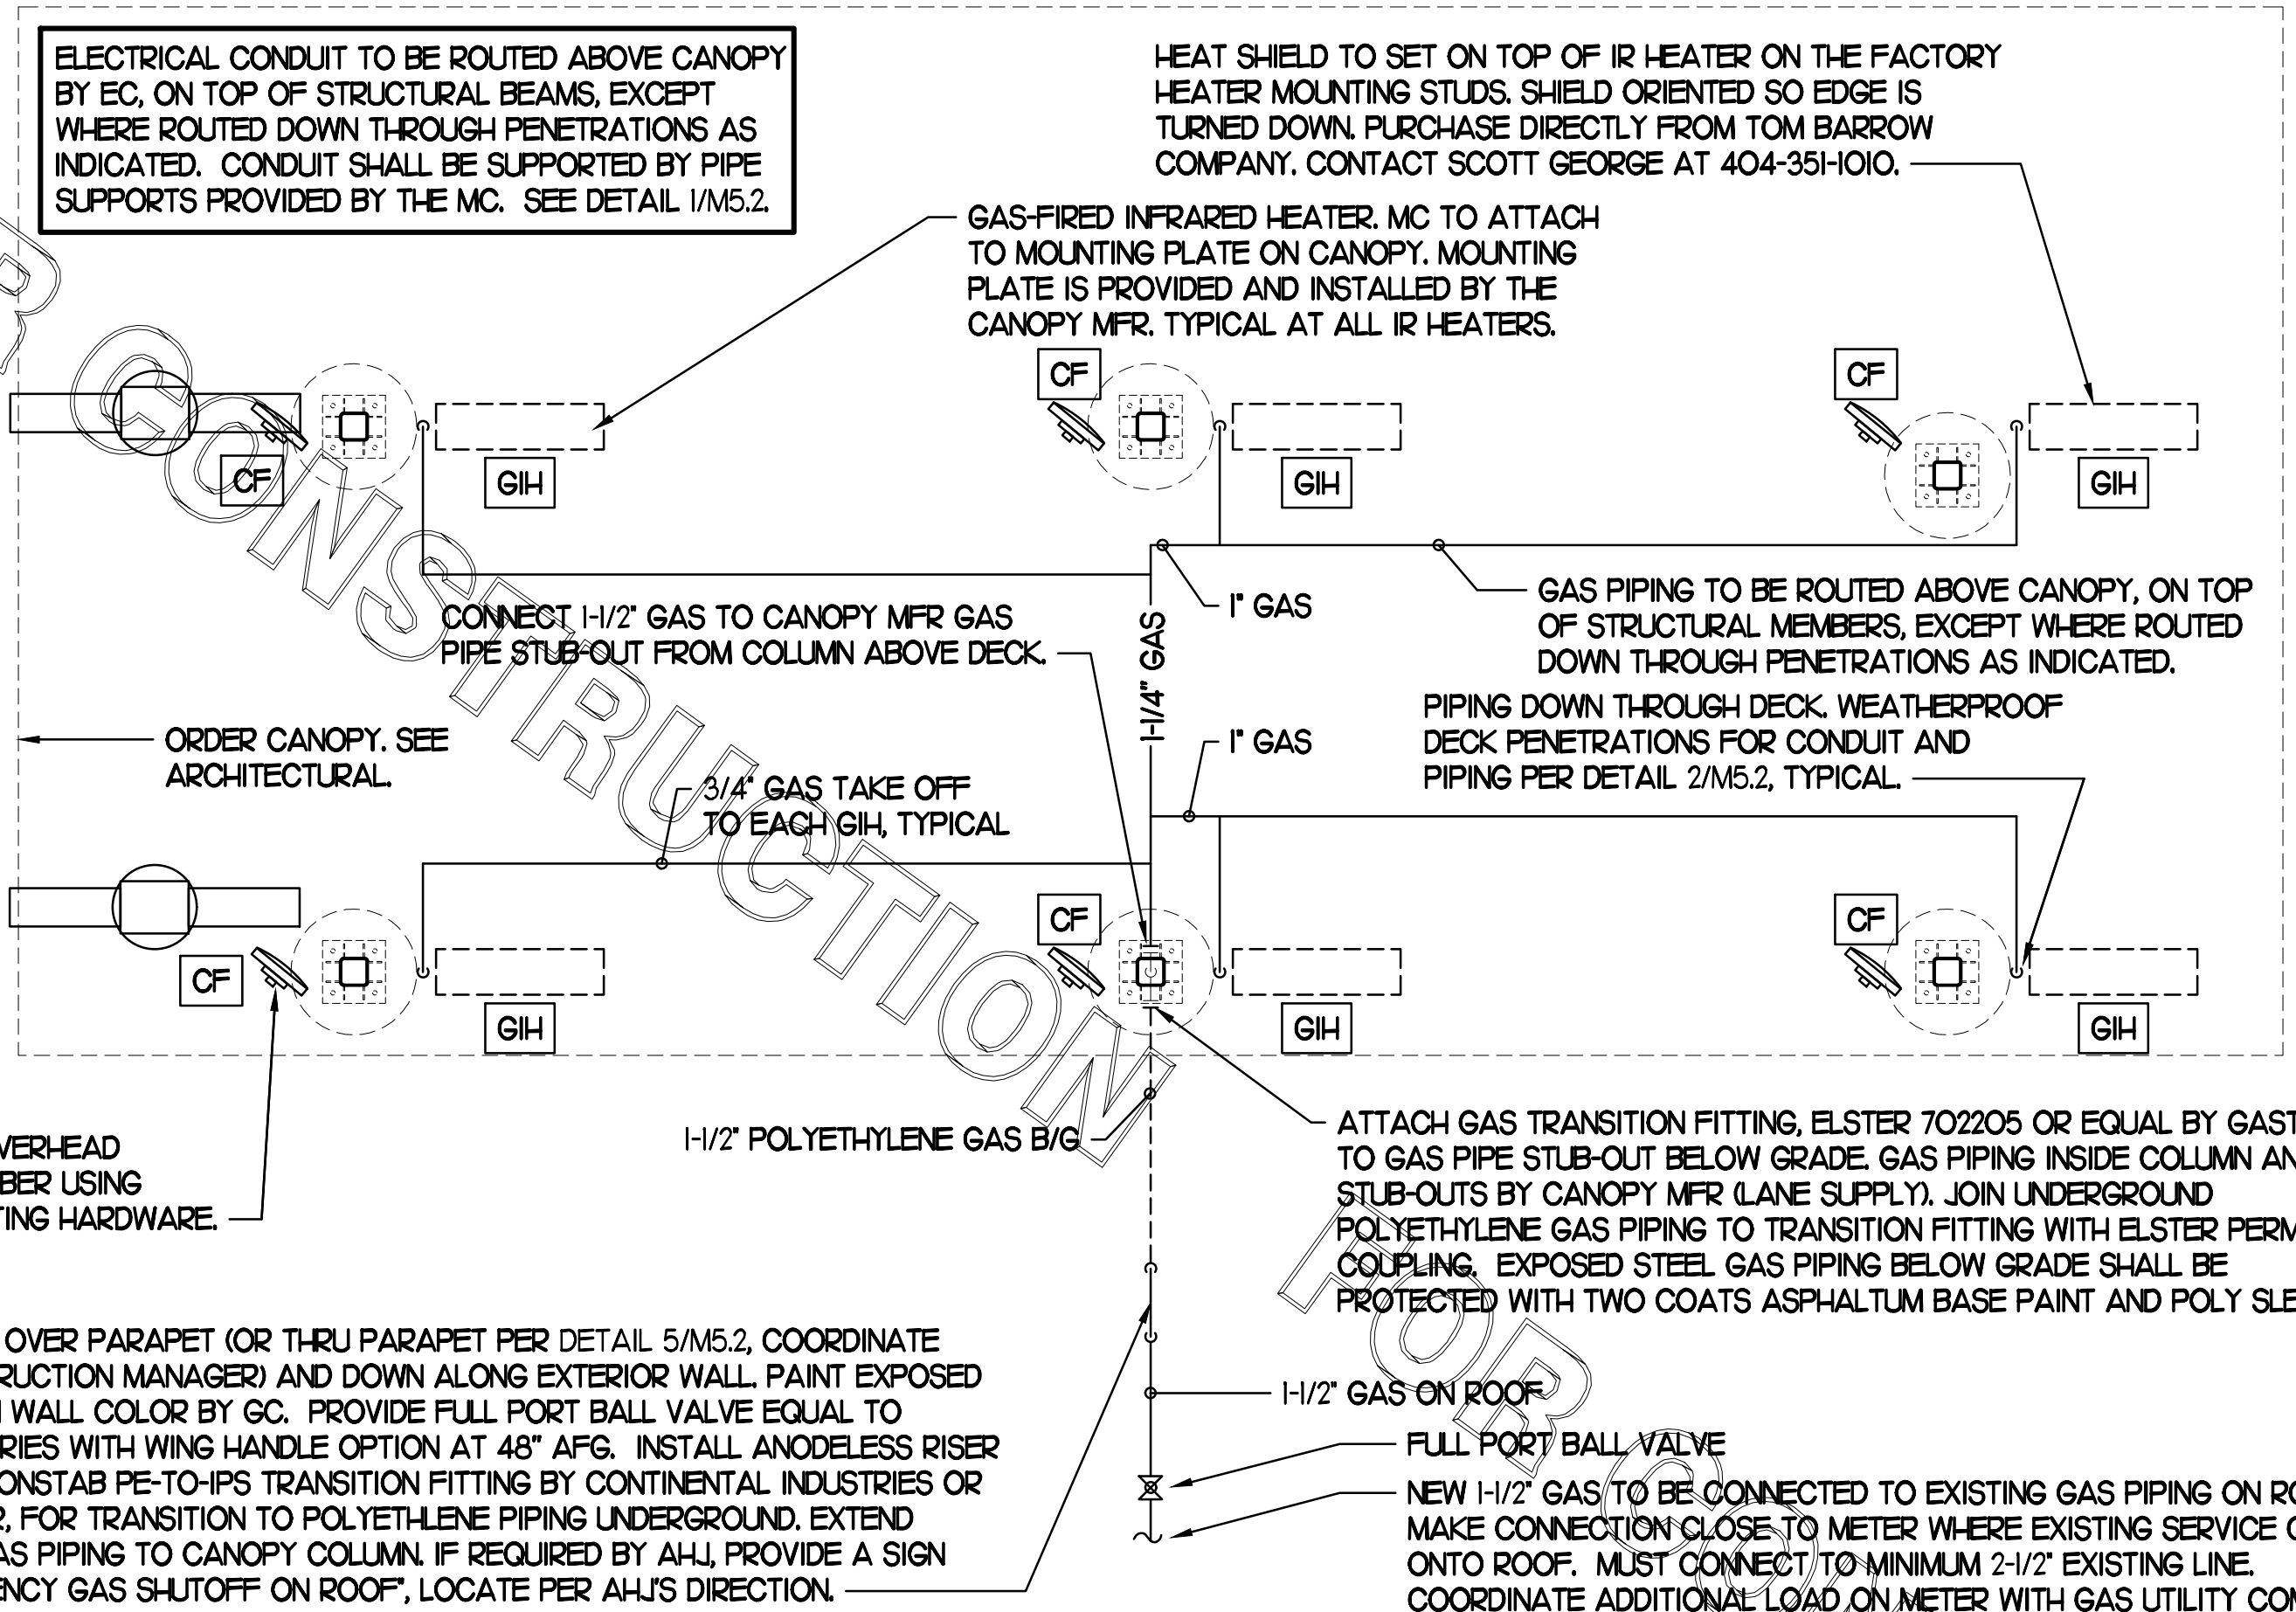 ELECTRICAL CONDUIT TO BE ROUTED ABOVE CANOPY
BY EC, ON TOP OF STRUCTURAL BEAMS, EXCEPT
WHERE ROUTED DOWN THROUGH PENETRATIONS AS
INDICATED. CONDUIT SHALL BE SUPPORTED BY PIPE
SUPPORTS PROVIDED BY THE MC. SEE DETAIL 1/M5.2.
HEAT SHIELD TO SET ON TOP OF IR HEATER ON THE FACTORY
HEATER MOUNTING STUDS. SHIELD ORIENTED SO EDGE IS
TURNED DOWN. PURCHASE DIRECTLY FROM TOM BARROW
COMPANY. CONTACT SCOTT GEORGE AT 404-351-1010.
GAS-FIRED INFRARED HEATER. MC TO ATTACH
TO MOUNTING PLATE ON CANOPY. MOUNTING
PLATE IS PROVIDED AND INSTALLED BY THE
CANOPY MFR. TYPICAL AT ALL IR HEATERS.
CF
CF
CF
GIH
GIH
GIH
1" GAS
GAS PIPING TO BE ROUTED ABOVE CANOPY, ON TOP
OF STRUCTURAL MEMBERS, EXCEPT WHERE ROUTED
DOWN THROUGH PENETRATIONS AS INDICATED.
CONNECT 1-1/2" GAS TO CANOPY MFR GAS
PIPE STUB-OUT FROM COLUMN ABOVE DECK.
1-1/4" GAS
ORDER CANOPY. SEE
ARCHITECTURAL.
1" GAS
PIPING DOWN THROUGH DECK. WEATHERPROOF
DECK PENETRATIONS FOR CONDUIT AND
PIPING PER DETAIL 2/M5.2, TYPICAL.
3/4" GAS TAKE OFF
TO EACH GIH, TYPICAL
CF
CF
CF
GIH
GIH
GIH
R CONSTRUCTION
1-1/2" POLYETHYLENE GAS B/G
VERHEAD
BER USING
TING HARDWARE.
ATTACH GAS TRANSITION FITTING, ELSTER 702205 OR EQUAL BY GAST
TO GAS PIPE STUB-OUT BELOW GRADE. GAS PIPING INSIDE COLUMN AN
STUB-OUTS BY CANOPY MFR (LANE SUPPLY). JOIN UNDERGROUND
POLYETHYLENE GAS PIPING TO TRANSITION FITTING WITH ELSTER PERM
COUPLING. EXPOSED STEEL GAS PIPING BELOW GRADE SHALL BE
PROTECTED WITH TWO COATS ASPHALTUM BASE PAINT AND POLY SLE
OVER PARAPET (OR THRU PARAPET PER DETAIL 5/M5.2, COORDINATE
RUCTION MANAGER) AND DOWN ALONG EXTERIOR WALL. PAINT EXPOSED
WALL COLOR BY GC. PROVIDE FULL PORT BALL VALVE EQUAL TO
RIES WITH WING HANDLE OPTION AT 48" AFG. INSTALL ANODELESS RISER
ONSTAB PE-TO-IPS TRANSITION FITTING BY CONTINENTAL INDUSTRIES OR
R, FOR TRANSITION TO POLYETHLENE PIPING UNDERGROUND. EXTEND
AS PIPING TO CANOPY COLUMN. IF REQUIRED BY AHJ, PROVIDE A SIGN
ENCY GAS SHUTOFF ON ROOF", LOCATE PER AHJ'S DIRECTION.
1-1/2" GAS ON ROOF
FULL PORT BALL VALVE
NEW 1-1/2" GAS TO BE CONNECTED TO EXISTING GAS PIPING ON RO
MAKE CONNECTION CLOSE TO METER WHERE EXISTING SERVICE
ONTO ROOF. MUST CONNECT TO MINIMUM 2-1/2" EXISTING LINE.
COORDINATE ADDITIONAL LOAD ON METER WITH GAS UTILITY CO
FOR CO